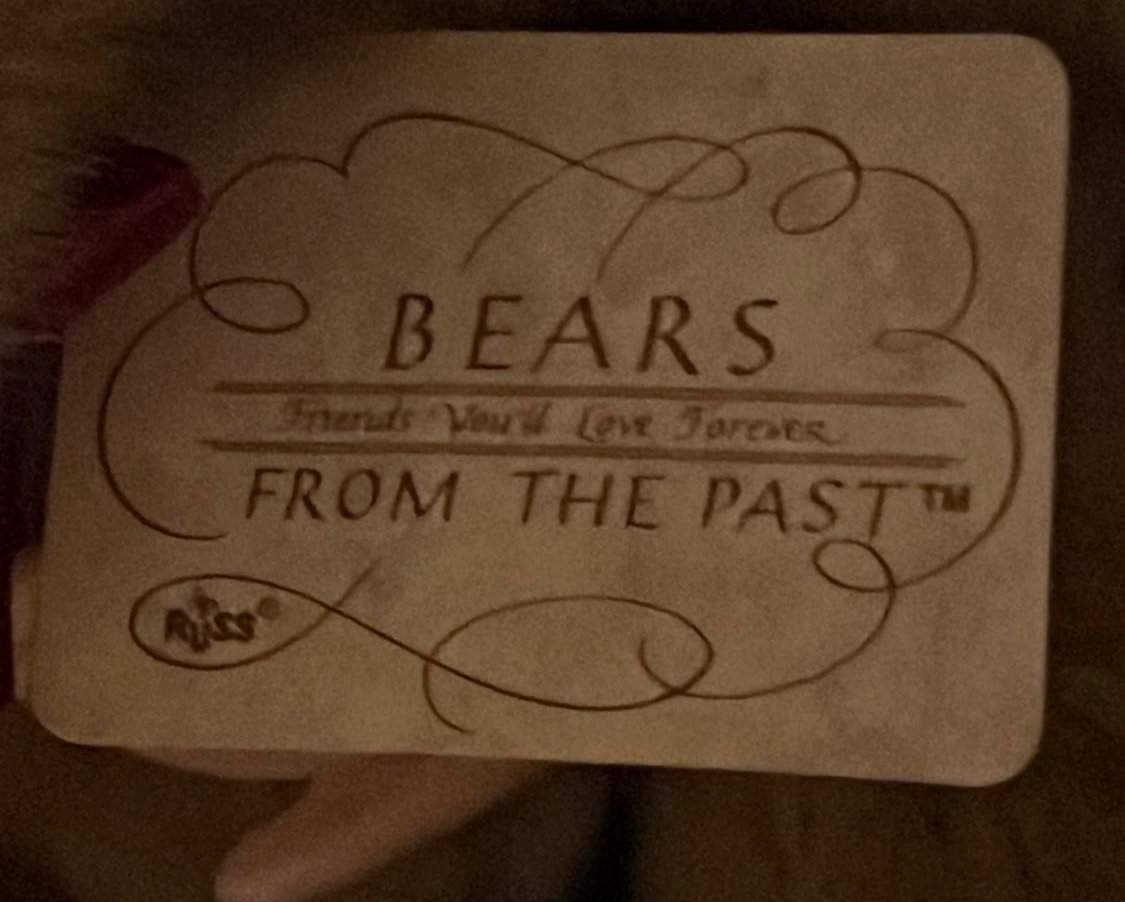 BEARS
Friends You'll Love Forever
FROM THE PAST™
RUSS®